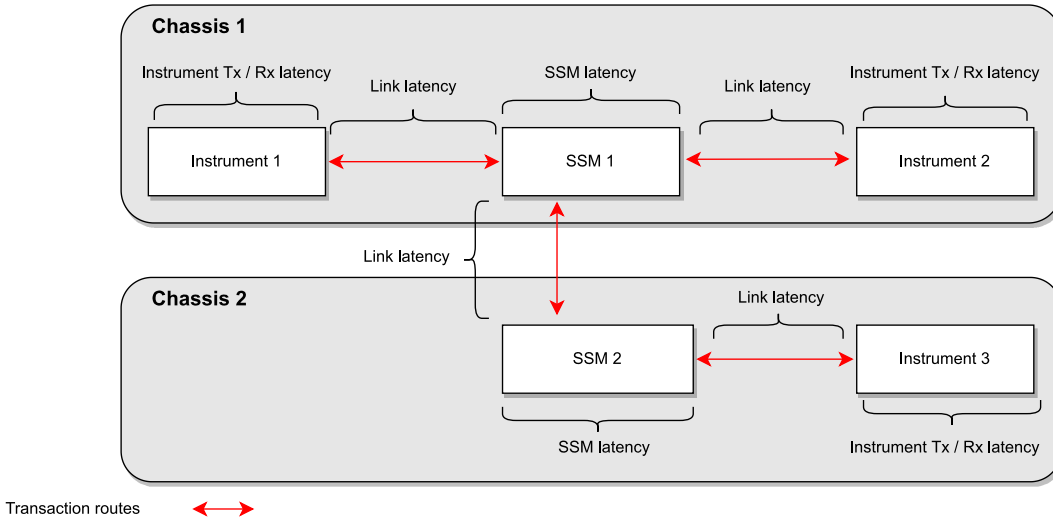 Chassis 1
Instrument Tx / Rx latency
Link latency
SSM latency
Link latency
Instrument Tx / Rx latency
Instrument 1
SSM 1
Instrument 2
Link latency
Chassis 2
Link latency
SSM 2
Instrument 3
SSM latency
Instrument Tx / Rx latency
Transaction routes